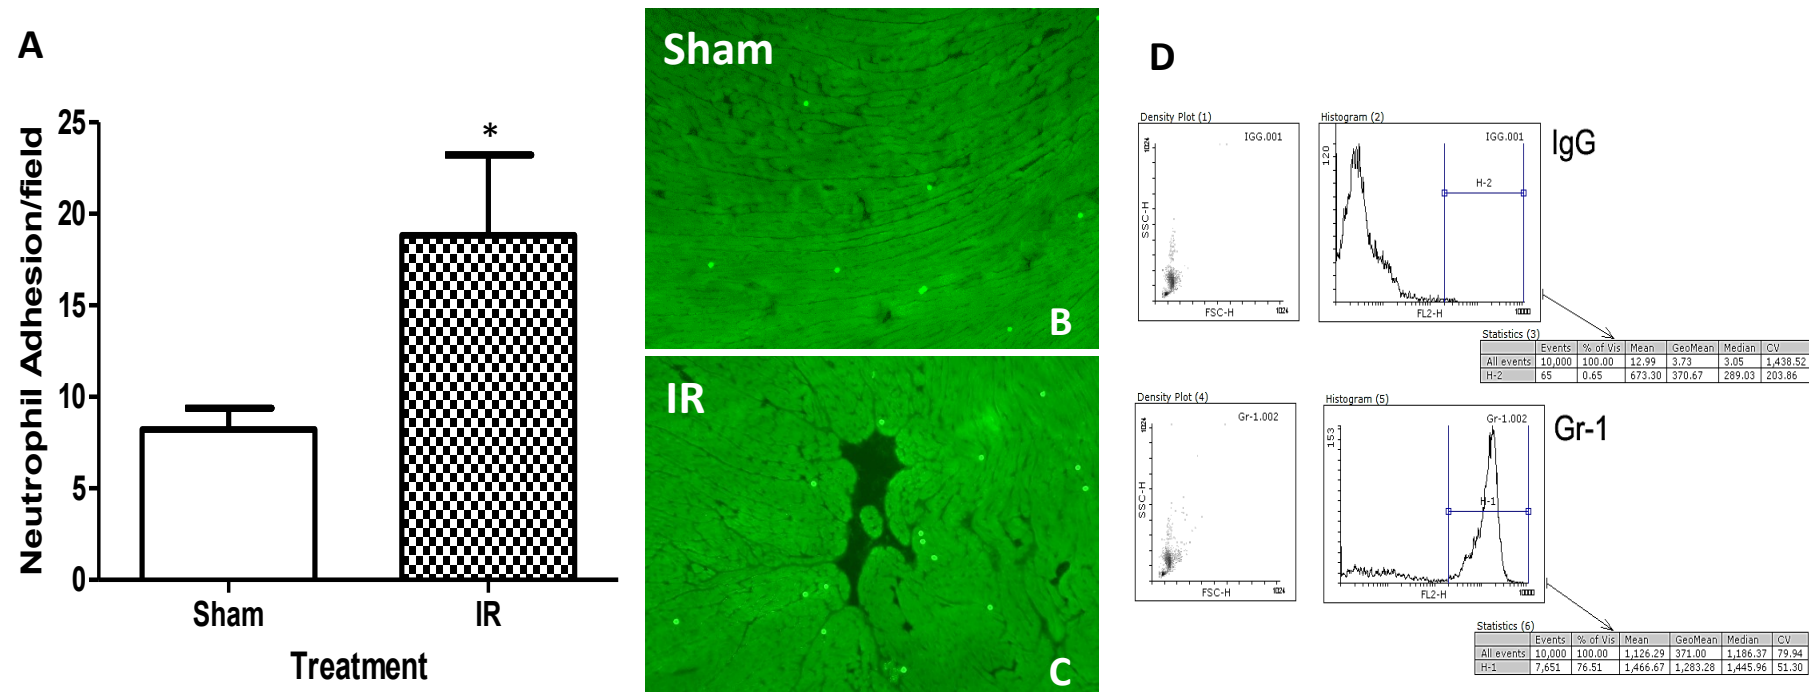 A
Neutrophil Adhesion/field
25
20
15
10
5
0
*
Sham
IR
Treatment
Sham
B
IR
C
D
Density Plot (1)
IGG.001
1024
SSC-H
FSC-H
1024
Histogram (2)
IGG.001
120
H-2
FL2-H
10000
IgG
Statistics (3)
Events % of Vis Mean GeoMean Median CV
All events 10,000 100.00 12.99 3.73 3.05 1,438.52
H-2 65 0.65 673.30 370.67 289.03 203.86
Density Plot (4)
Gr-1.002
1024
SSC-H
FSC-H
1024
Histogram (5)
Gr-1.002
153
H-1
FL2-H
10000
Gr-1
Statistics (6)
Events % of Vis Mean GeoMean Median CV
All events 10,000 100.00 1,126.29 371.00 1,186.37 79.94
H-1 7,651 76.51 1,466.67 1,283.28 1,445.96 51.30